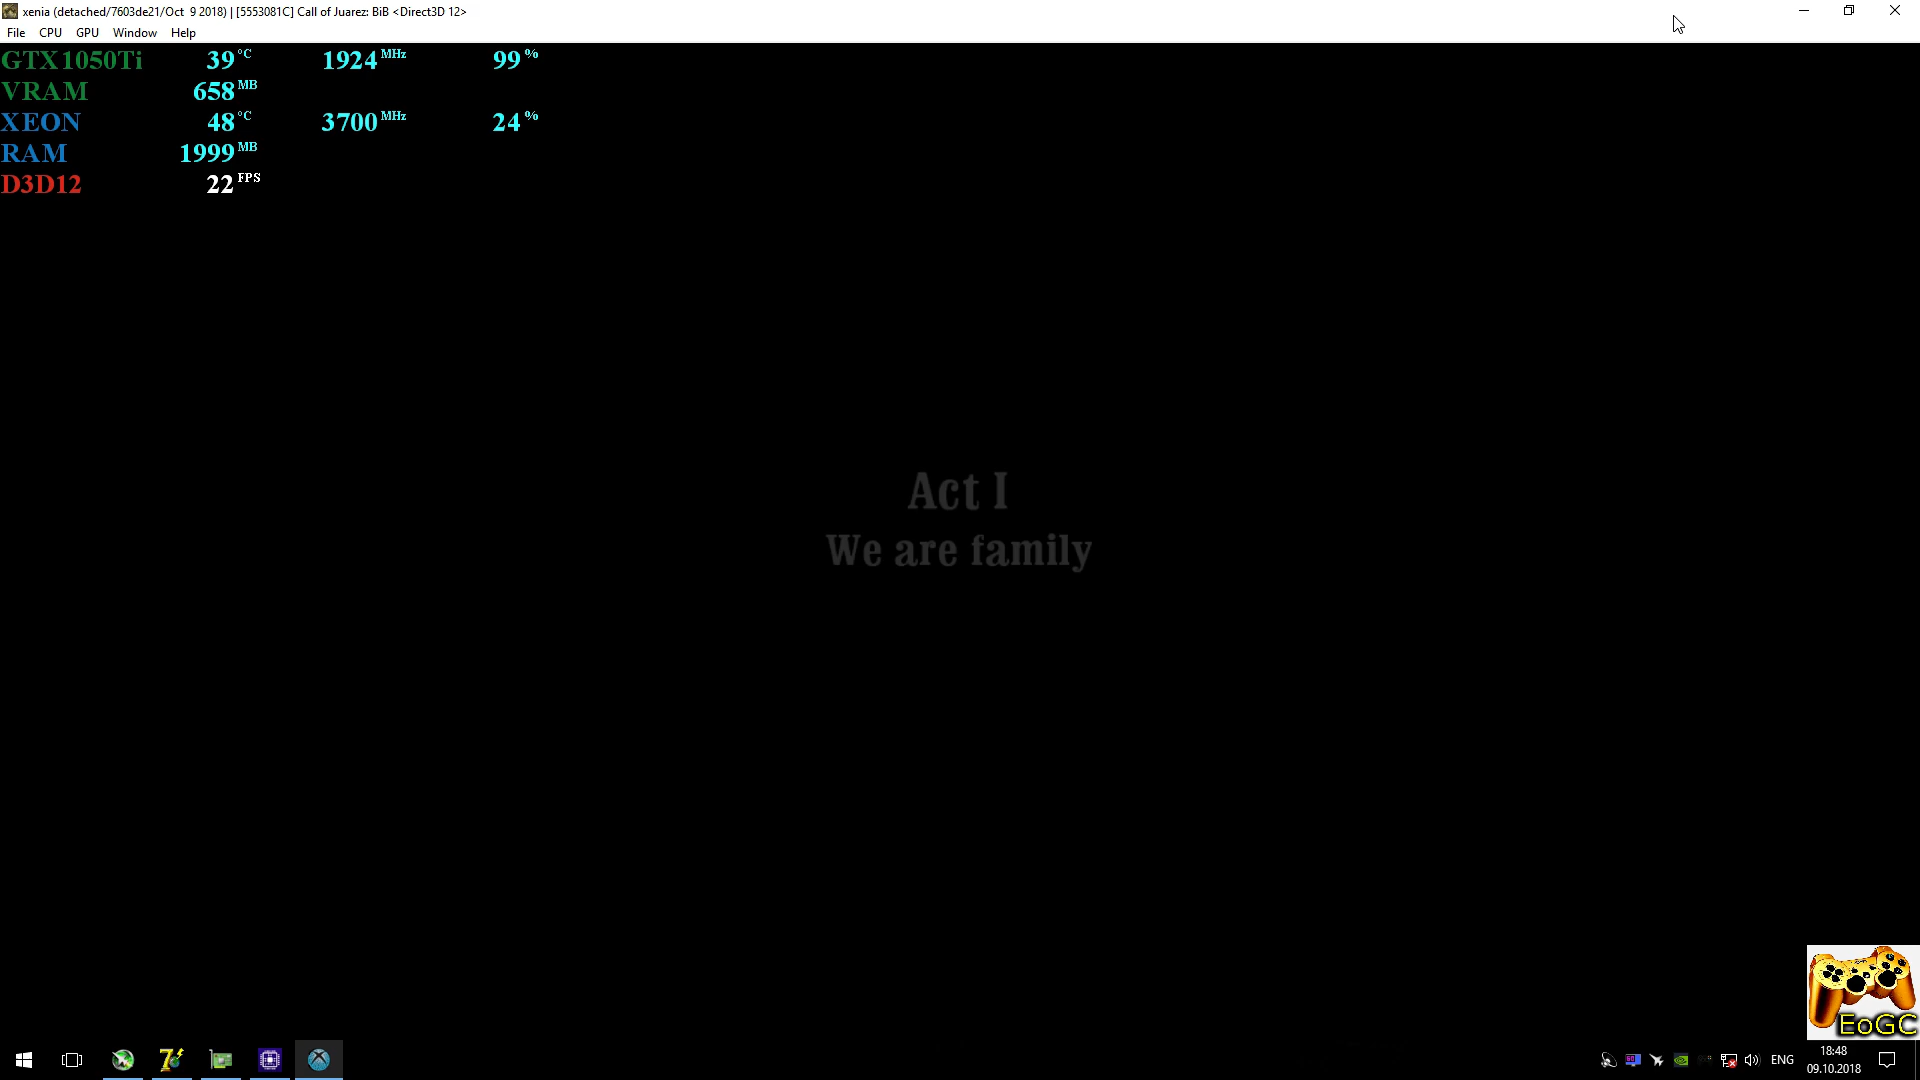 xenia (detached/7603de21/Oct  9 2018) | [5553081C] Call of Juarez: BiB <Direct3D 12>
File CPU GPU Window Help
GTX1050Ti 39 °C 1924 MHz 99 %
VRAM 658 MB
XEON 48 °C 3700 MHz 24 %
RAM 1999 MB
D3D12 22 FPS
Act I
We are family
EoGC
ENG
18:48
09.10.2018